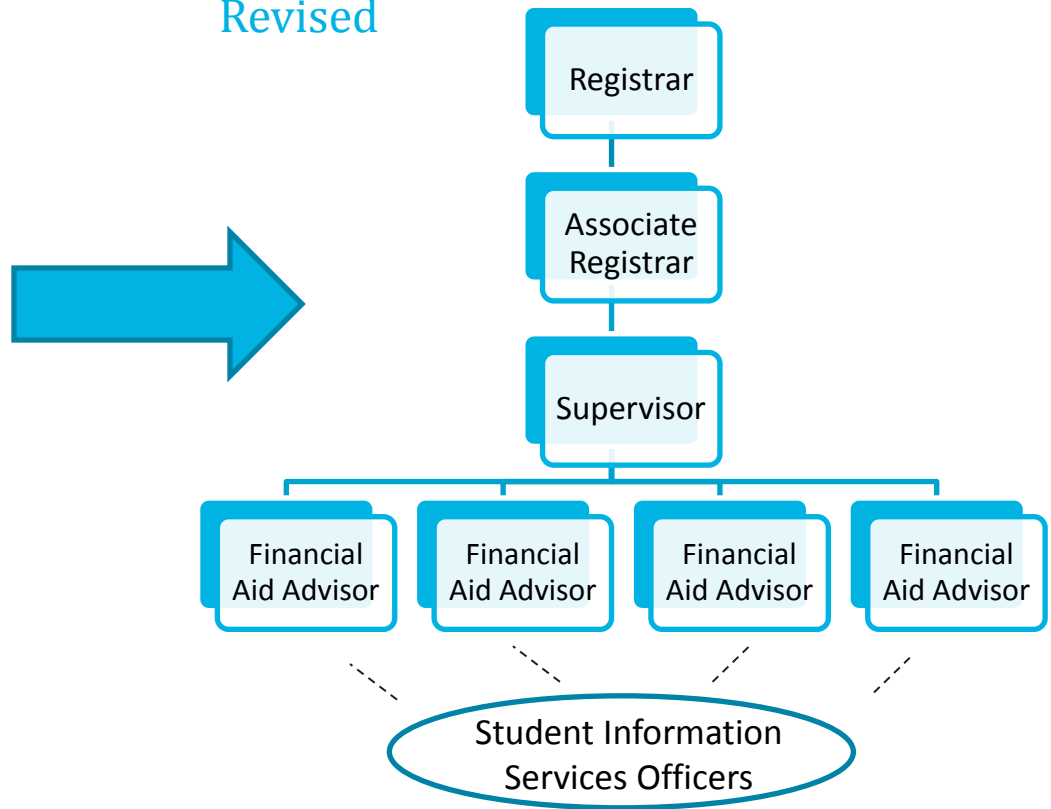 Revised
Registrar
Associate
Registrar
Supervisor
Financial
Aid Advisor
Financial
Aid Advisor
Financial
Aid Advisor
Financial
Aid Advisor
Student Information
Services Officers